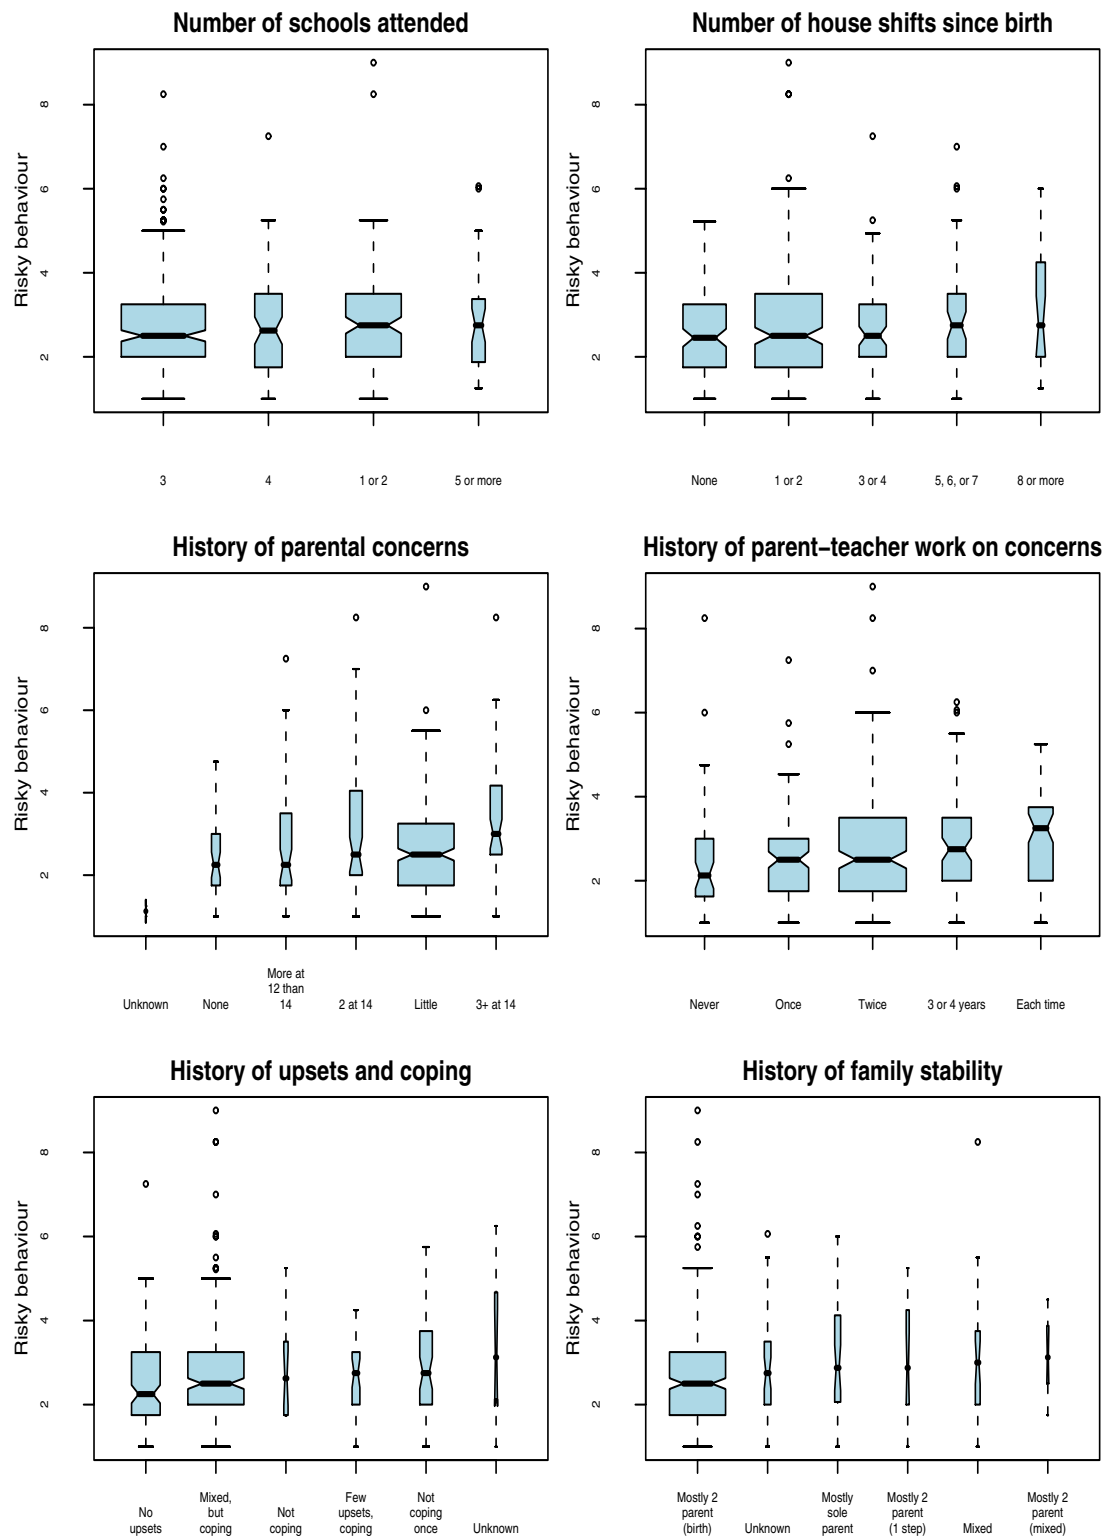 Number of schools attended
Risky behaviour
8
6
4
2
3
4
1 or 2
5 or more
Number of house shifts since birth
Risky behaviour
8
6
4
2
None
1 or 2
3 or 4
5, 6, or 7
8 or more
History of parental concerns
Risky behaviour
8
6
4
2
Unknown
None
More at
12 than
14
2 at 14
Little
3+ at 14
History of parent–teacher work on concerns
Risky behaviour
8
6
4
2
Never
Once
Twice
3 or 4 years
Each time
History of upsets and coping
Risky behaviour
8
6
4
2
No
upsets
Mixed,
but
coping
Not
coping
Few
upsets,
coping
Not
coping
once
Unknown
History of family stability
Risky behaviour
8
6
4
2
Mostly 2
parent
(birth)
Unknown
Mostly
sole
parent
Mostly 2
parent
(1 step)
Mixed
Mostly 2
parent
(mixed)